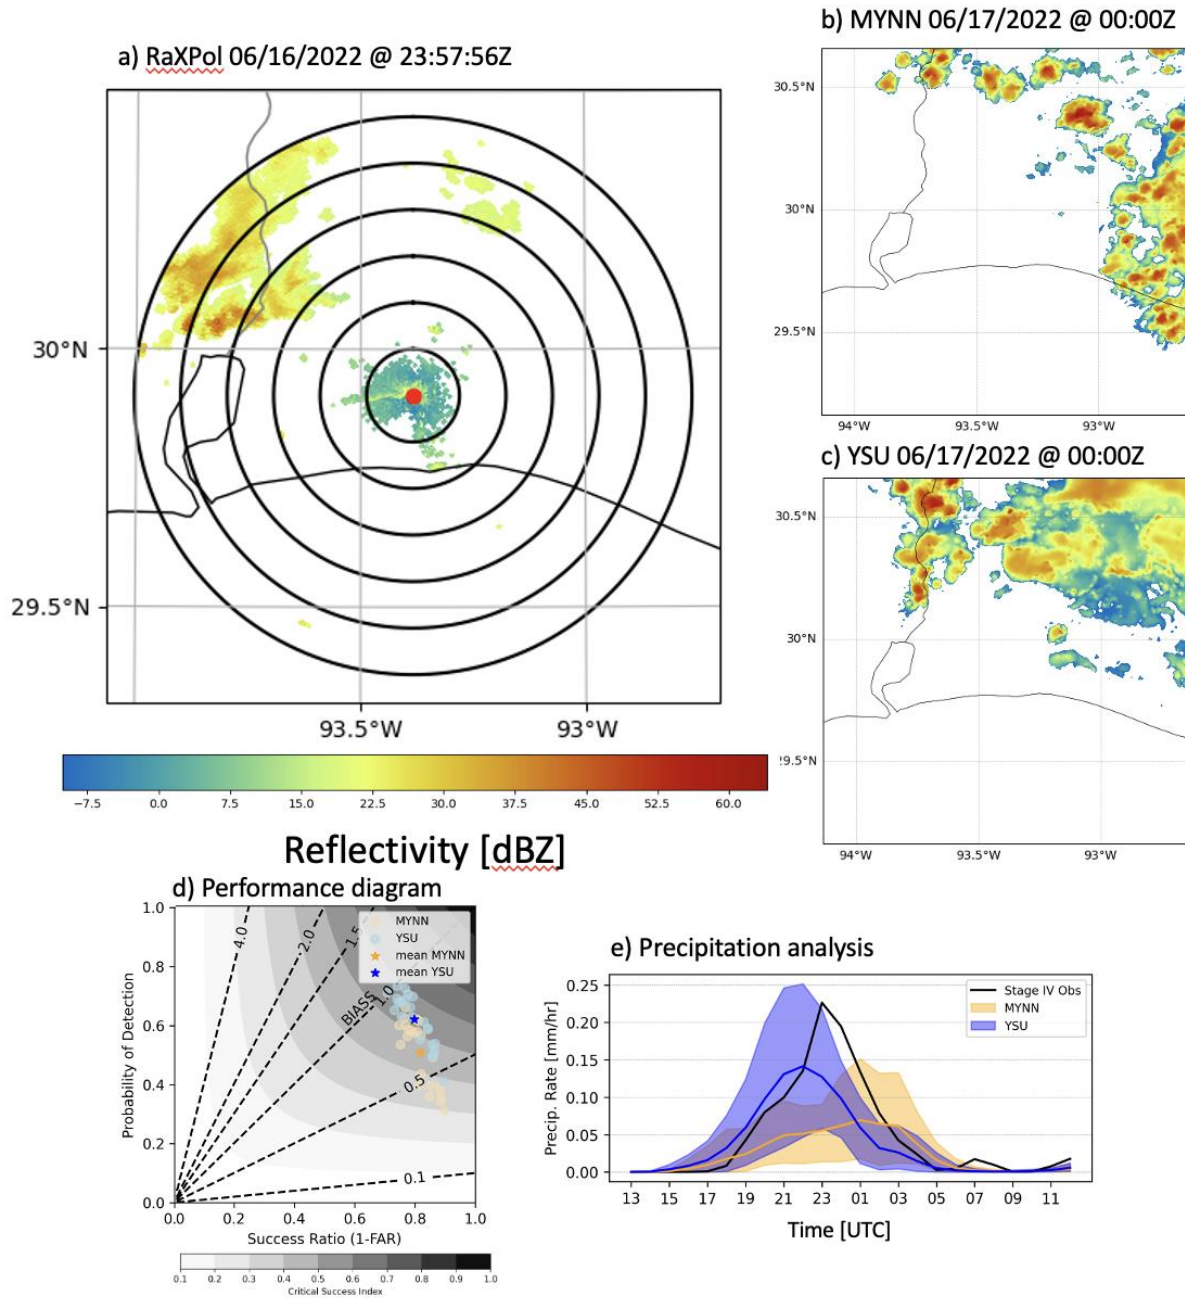 a) RaXPol 06/16/2022 @ 23:57:56Z
30°N
29.5°N
93.5°W 93°W
−7.5 0.0 7.5 15.0 22.5 30.0 37.5 45.0 52.5 60.0
Reflectivity [dBZ]
b) MYNN 06/17/2022 @ 00:00Z
30.5°N
30°N
29.5°N
94°W 93.5°W 93°W
c) YSU 06/17/2022 @ 00:00Z
30.5°N
30°N
29.5°N
94°W 93.5°W 93°W
d) Performance diagram
Probability of Detection
1.0
0.8
0.6
0.4
0.2
0.0
0.0 0.2 0.4 0.6 0.8 1.0
Success Ratio (1-FAR)
4.0
2.0
1.5
1.0
BIASS
0.5
0.1
MYNN
YSU
mean MYNN
mean YSU
0.1 0.2 0.3 0.4 0.5 0.6 0.7 0.8 0.9 1.0
Critical Success Index
e) Precipitation analysis
Precip. Rate [mm/hr]
0.25
0.20
0.15
0.10
0.05
0.00
Stage IV Obs
MYNN
YSU
13 15 17 19 21 23 01 03 05 07 09 11
Time [UTC]